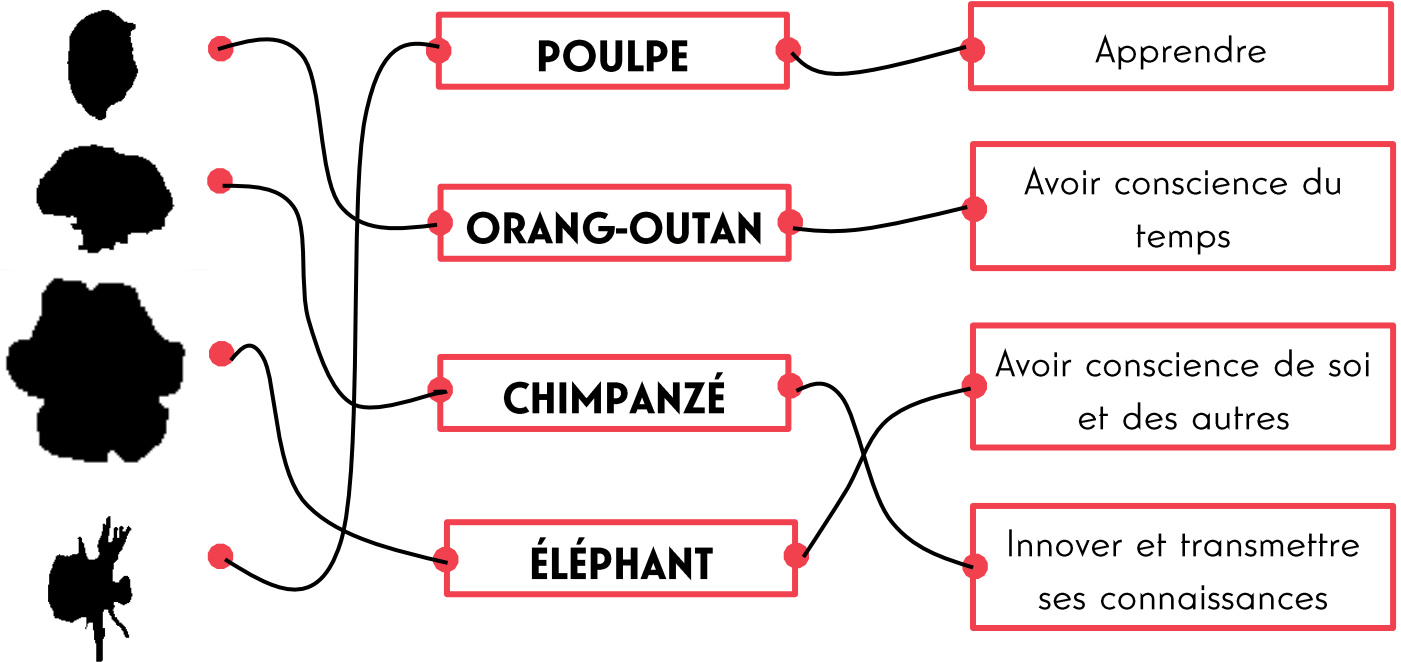 POULPE
Apprendre
ORANG-OUTAN
Avoir conscience du
temps
CHIMPANZÉ
Avoir conscience de soi
et des autres
ÉLÉPHANT
Innover et transmettre
ses connaissances